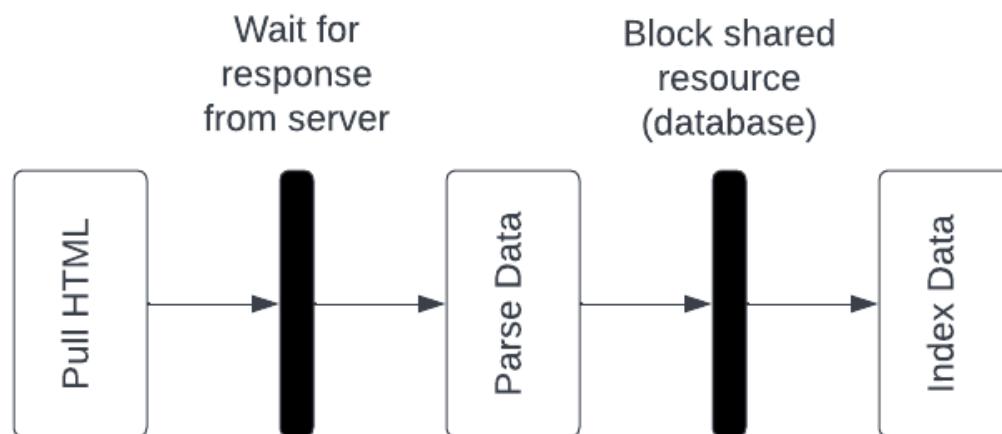 Wait for
response
from server
Block shared
resource
(database)
Pull HTML
Parse Data
Index Data